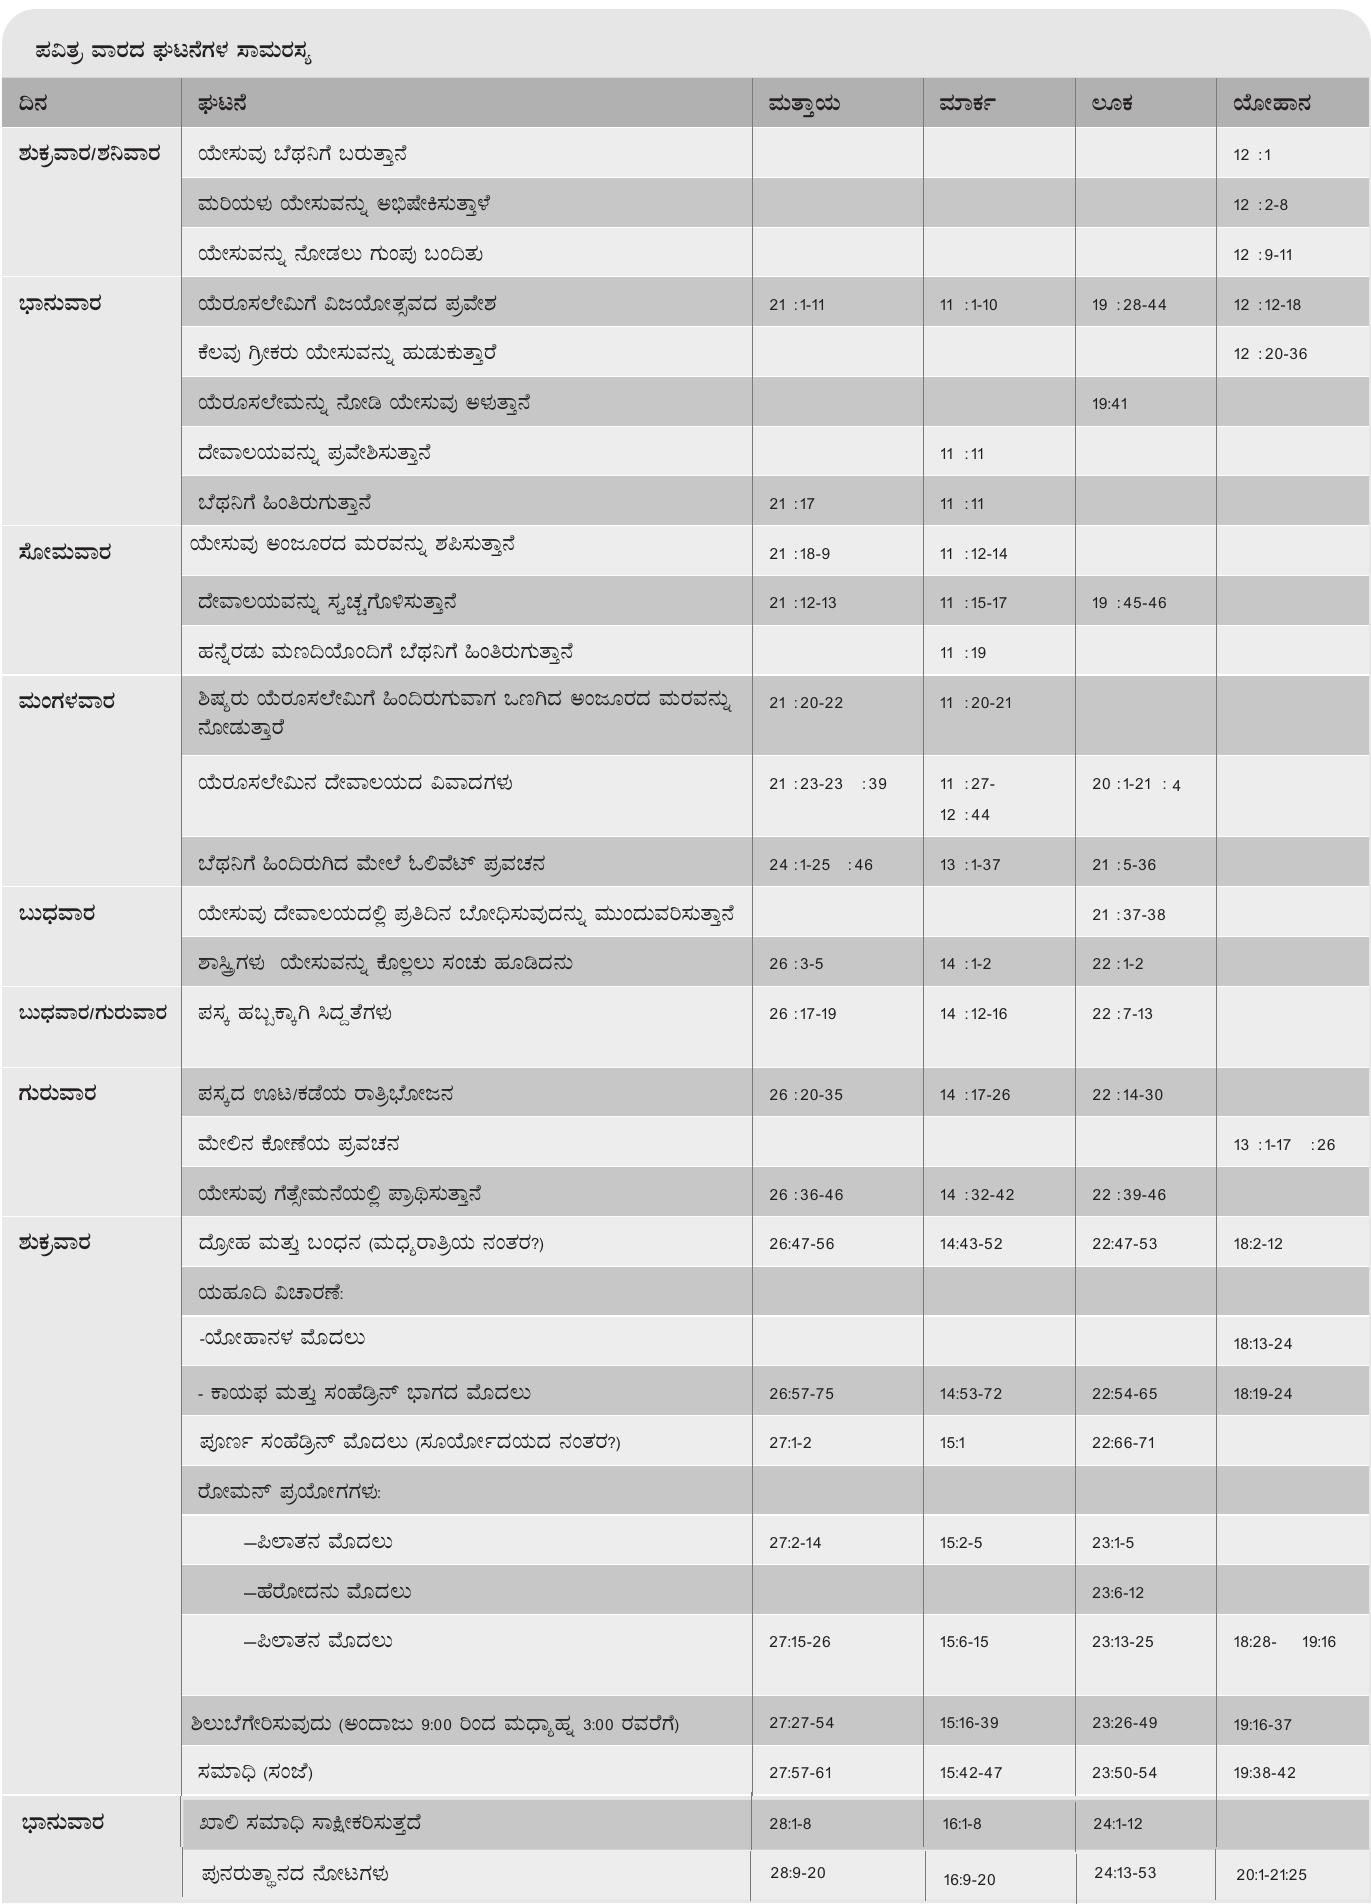 ಪವಿತ್ರ ವಾರದ ಘಟನೆಗಳ ಸಾಮರಸ್ಯ
ದಿನ ಘಟನೆ ಮತ್ತಾಯ ಮಾರ್ಕ ಲೂಕ ಯೋಹಾನ
ಶುಕ್ರವಾರ/ಶನಿವಾರ ಯೇಸುವು ಬೆಥನಿಗೆ ಬರುತ್ತಾನೆ 12 :1
ಮರಿಯಳು ಯೇಸುವನ್ನು ಅಭಿಷೇಕಿಸುತ್ತಾಳೆ 12 :2-8
ಯೇಸುವನ್ನು ನೋಡಲು ಗುಂಪು ಬಂದಿತು 12 :9-11
ಭಾನುವಾರ ಯೆರೂಸಲೇಮಿಗೆ ವಿಜಯೋತ್ಸವದ ಪ್ರವೇಶ 21 :1-11 11 :1-10 19 :28-44 12 :12-18
ಕೆಲವು ಗ್ರೀಕರು ಯೇಸುವನ್ನು ಹುಡುಕುತ್ತಾರೆ 12 :20-36
ಯೆರೂಸಲೇಮನ್ನು ನೋಡಿ ಯೇಸುವು ಅಳುತ್ತಾನೆ 19:41
ದೇವಾಲಯವನ್ನು ಪ್ರವೇಶಿಸುತ್ತಾನೆ 11 :11
ಬೆಥನಿಗೆ ಹಿಂತಿರುಗುತ್ತಾನೆ 21 :17 11 :11
ಸೋಮವಾರ ಯೇಸುವು ಅಂಜೂರದ ಮರವನ್ನು ಶಪಿಸುತ್ತಾನೆ 21 :18-9 11 :12-14
ದೇವಾಲಯವನ್ನು ಸ್ವಚ್ಚಗೊಳಿಸುತ್ತಾನೆ 21 :12-13 11 :15-17 19 :45-46
ಹನ್ನೆರಡು ಮಣದಿಯೊಂದಿಗೆ ಬೆಥನಿಗೆ ಹಿಂತಿರುಗುತ್ತಾನೆ 11 :19
ಮಂಗಳವಾರ ಶಿಷ್ಯರು ಯೆರೂಸಲೇಮಿಗೆ ಹಿಂದಿರುಗುವಾಗ ಒಣಗಿದ ಅಂಜೂರದ ಮರವನ್ನು 21 :20-22 11 :20-21
ನೋಡುತ್ತಾರೆ
ಯೆರೂಸಲೇಮಿನ ದೇವಾಲಯದ ವಿವಾದಗಳು 21 :23-23 :39 11 :27- 20 :1-21 : 4
12 :44
ಬೆಥನಿಗೆ ಹಿಂದಿರುಗಿದ ಮೇಲೆ ಓಲಿವೆಟ್ ಪ್ರವಚನ 24 :1-25 :46 13 :1-37 21 :5-36
ಬುಧವಾರ ಯೇಸುವು ದೇವಾಲಯದಲ್ಲಿ ಪ್ರತಿದಿನ ಬೋಧಿಸುವುದನ್ನು ಮುಂದುವರಿಸುತ್ತಾನೆ 21 :37-38
ಶಾಸ್ತ್ರಿಗಳು ಯೇಸುವನ್ನು ಕೊಲ್ಲಲು ಸಂಚು ಹೂಡಿದನು 26 :3-5 14 :1-2 22 :1-2
ಬುಧವಾರ/ಗುರುವಾರ ಪಸ್ಕ ಹಬ್ಬಕ್ಕಾಗಿ ಸಿದ್ದತೆಗಳು 26 :17-19 14 :12-16 22 :7-13
ಗುರುವಾರ ಪಸ್ಕದ ಊಟ/ಕಡೆಯ ರಾತ್ರಿಭೋಜನ 26 :20-35 14 :17-26 22 :14-30
ಮೇಲಿನ ಕೋಣೆಯ ಪ್ರವಚನ 13 :1-17 :26
ಯೇಸುವು ಗೆತ್ಸೇಮನೆಯಲ್ಲಿ ಪ್ರಾಥಿಸುತ್ತಾನೆ 26 :36-46 14 :32-42 22 :39-46
ಶುಕ್ರವಾರ ದ್ರೋಹ ಮತ್ತು ಬಂಧನ (ಮಧ್ಯರಾತ್ರಿಯ ನಂತರ?) 26:47-56 14:43-52 22:47-53 18:2-12
ಯಹೂದಿ ವಿಚಾರಣೆ:
-ಯೋಹಾನಳ ಮೊದಲು 18:13-24
- ಕಾಯಫ ಮತ್ತು ಸಂಹೆಡ್ರಿನ್ ಭಾಗದ ಮೊದಲು 26:57-75 14:53-72 22:54-65 18:19-24
ಪೂರ್ಣ ಸಂಹೆಡ್ರಿನ್ ಮೊದಲು (ಸೂರ್ಯೋದಯದ ನಂತರ?) 27:1-2 15:1 22:66-71
ರೋಮನ್ ಪ್ರಯೋಗಗಳು:
—ಪಿಲಾತನ ಮೊದಲು 27:2-14 15:2-5 23:1-5
—ಹೆರೋದನು ಮೊದಲು 23:6-12
—ಪಿಲಾತನ ಮೊದಲು 27:15-26 15:6-15 23:13-25 18:28- 19:16
ಶಿಲುಬೆಗೇರಿಸುವುದು (ಅಂದಾಜು 9:00 ರಿಂದ ಮಧ್ಯಾಹ್ನ 3:00 ರವರೆಗೆ) 27:27-54 15:16-39 23:26-49 19:16-37
ಸಮಾಧಿ (ಸಂಜೆ) 27:57-61 15:42-47 23:50-54 19:38-42
ಭಾನುವಾರ ಖಾಲಿ ಸಮಾಧಿ ಸಾಕ್ಷೀಕರಿಸುತ್ತದೆ 28:1-8 16:1-8 24:1-12
ಪುನರುತ್ಥಾನದ ನೋಟಗಳು 28:9-20 16:9-20 24:13-53 20:1-21:25